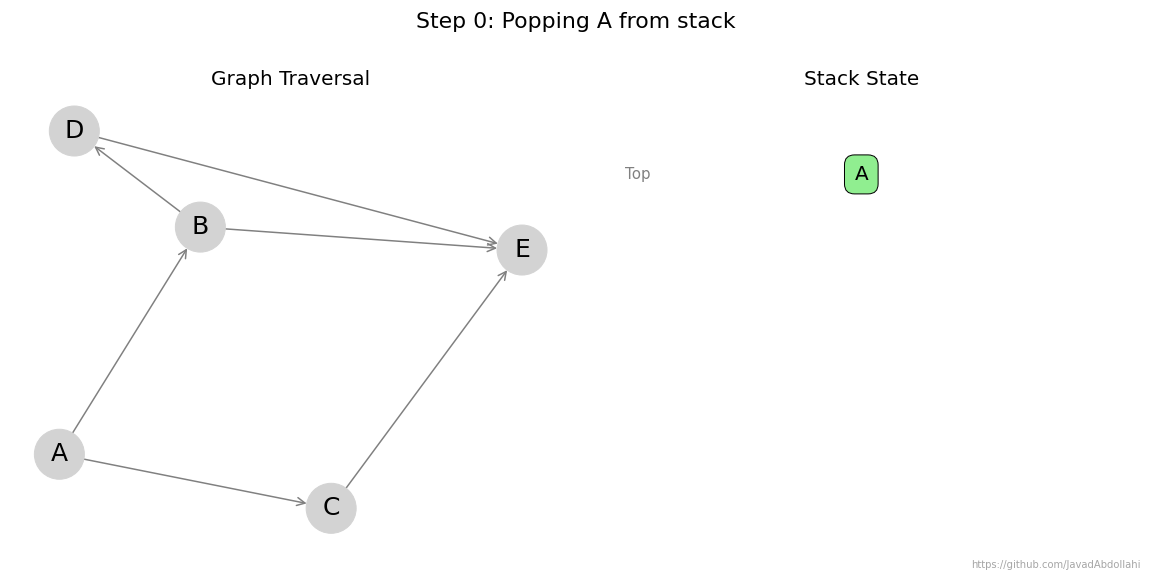 Step 0: Popping A from stack
Graph Traversal
Stack State
D
B
E
A
C
Top
A
https://github.com/JavadAbdollahi